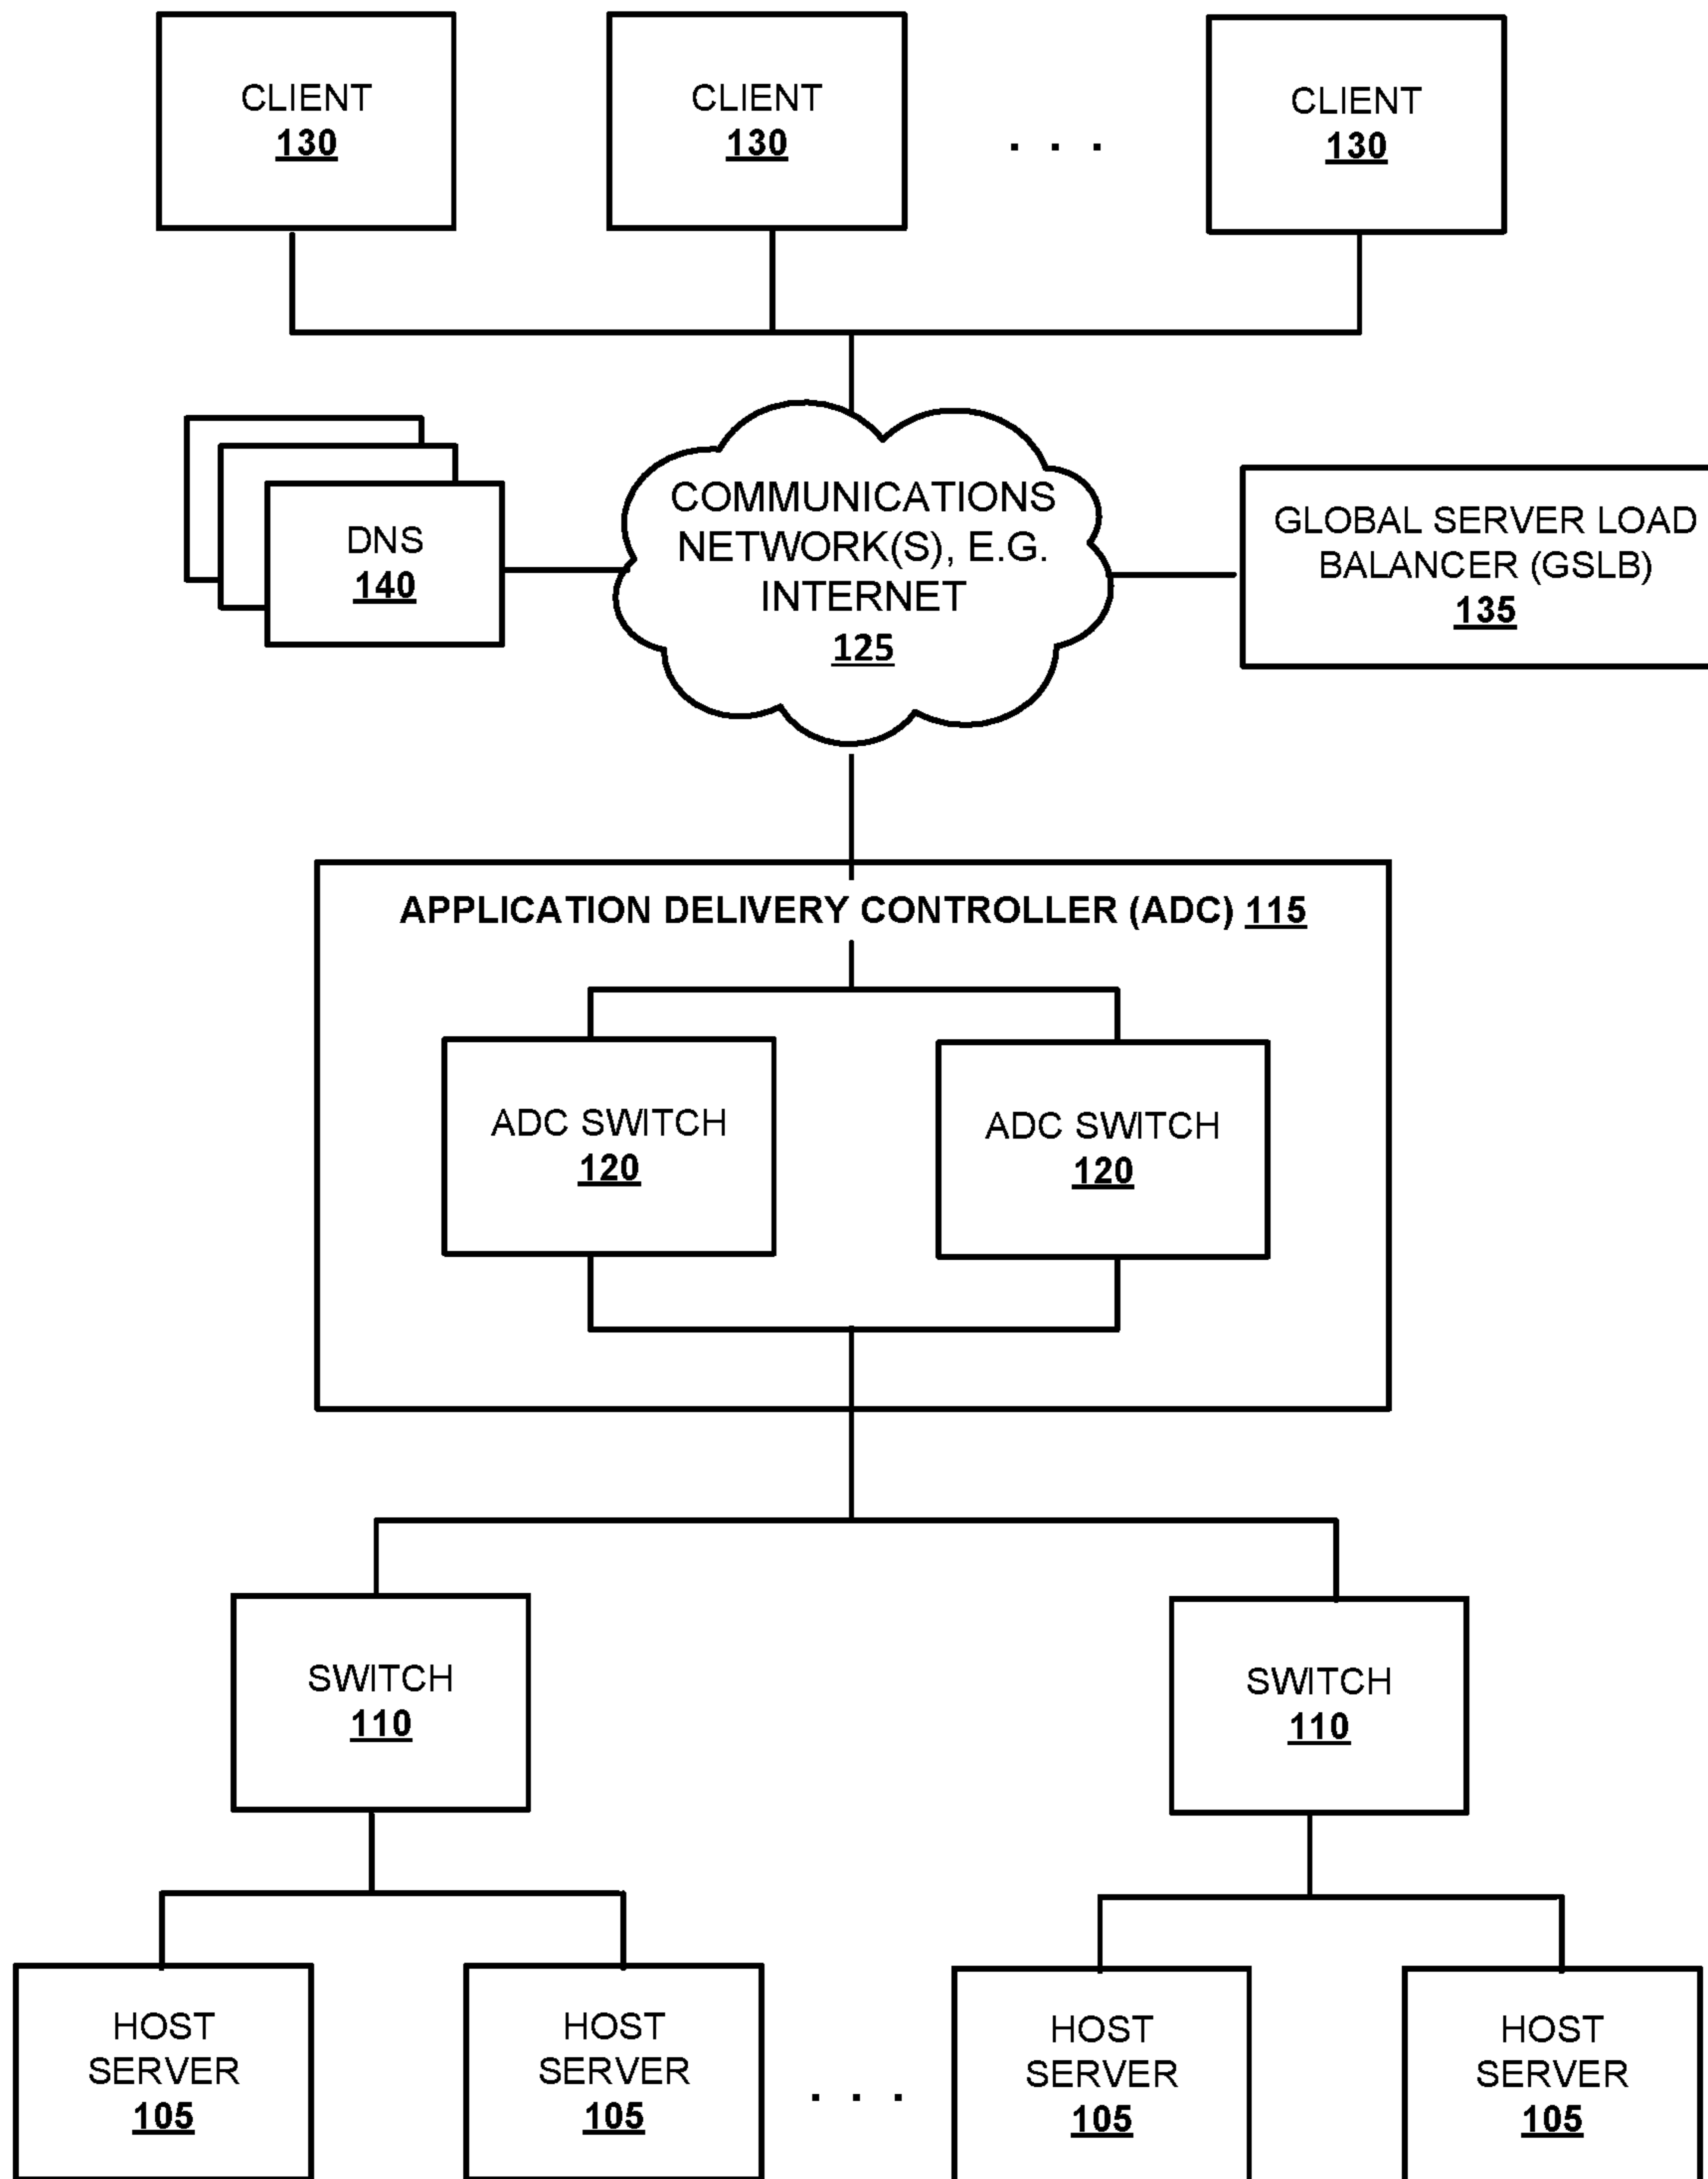 CLIENT
130
CLIENT
130
. . .
CLIENT
130
DNS
140
COMMUNICATIONS
NETWORK(S), E.G.
INTERNET
125
GLOBAL SERVER LOAD
BALANCER (GSLB)
135
APPLICATION DELIVERY CONTROLLER (ADC) 115
ADC SWITCH
120
ADC SWITCH
120
SWITCH
110
SWITCH
110
HOST
SERVER
105
HOST
SERVER
105
. . .
HOST
SERVER
105
HOST
SERVER
105